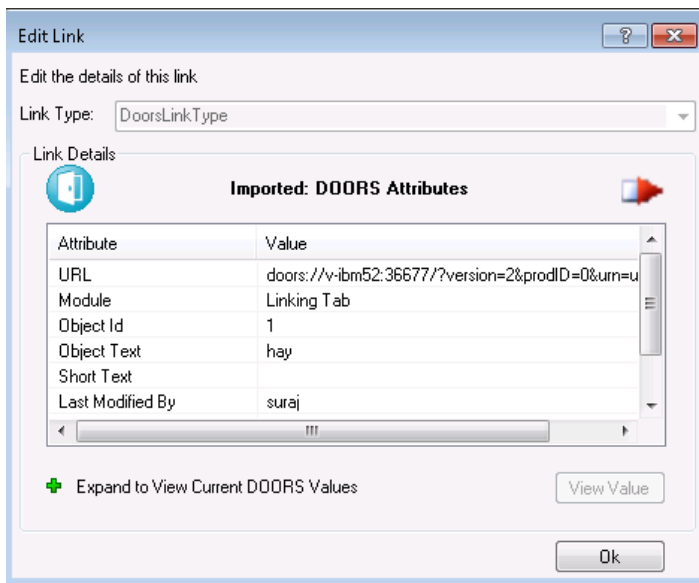 Edit Link
Edit the details of this link
Link Type: DoorsLinkType
Link Details
Imported: DOORS Attributes
Attribute Value
URL doors://v-ibm52:36677/?version=2&prodID=0&urn=u
Module Linking Tab
Object Id 1
Object Text hay
Short Text
Last Modified By suraj
Expand to View Current DOORS Values View Value
Ok